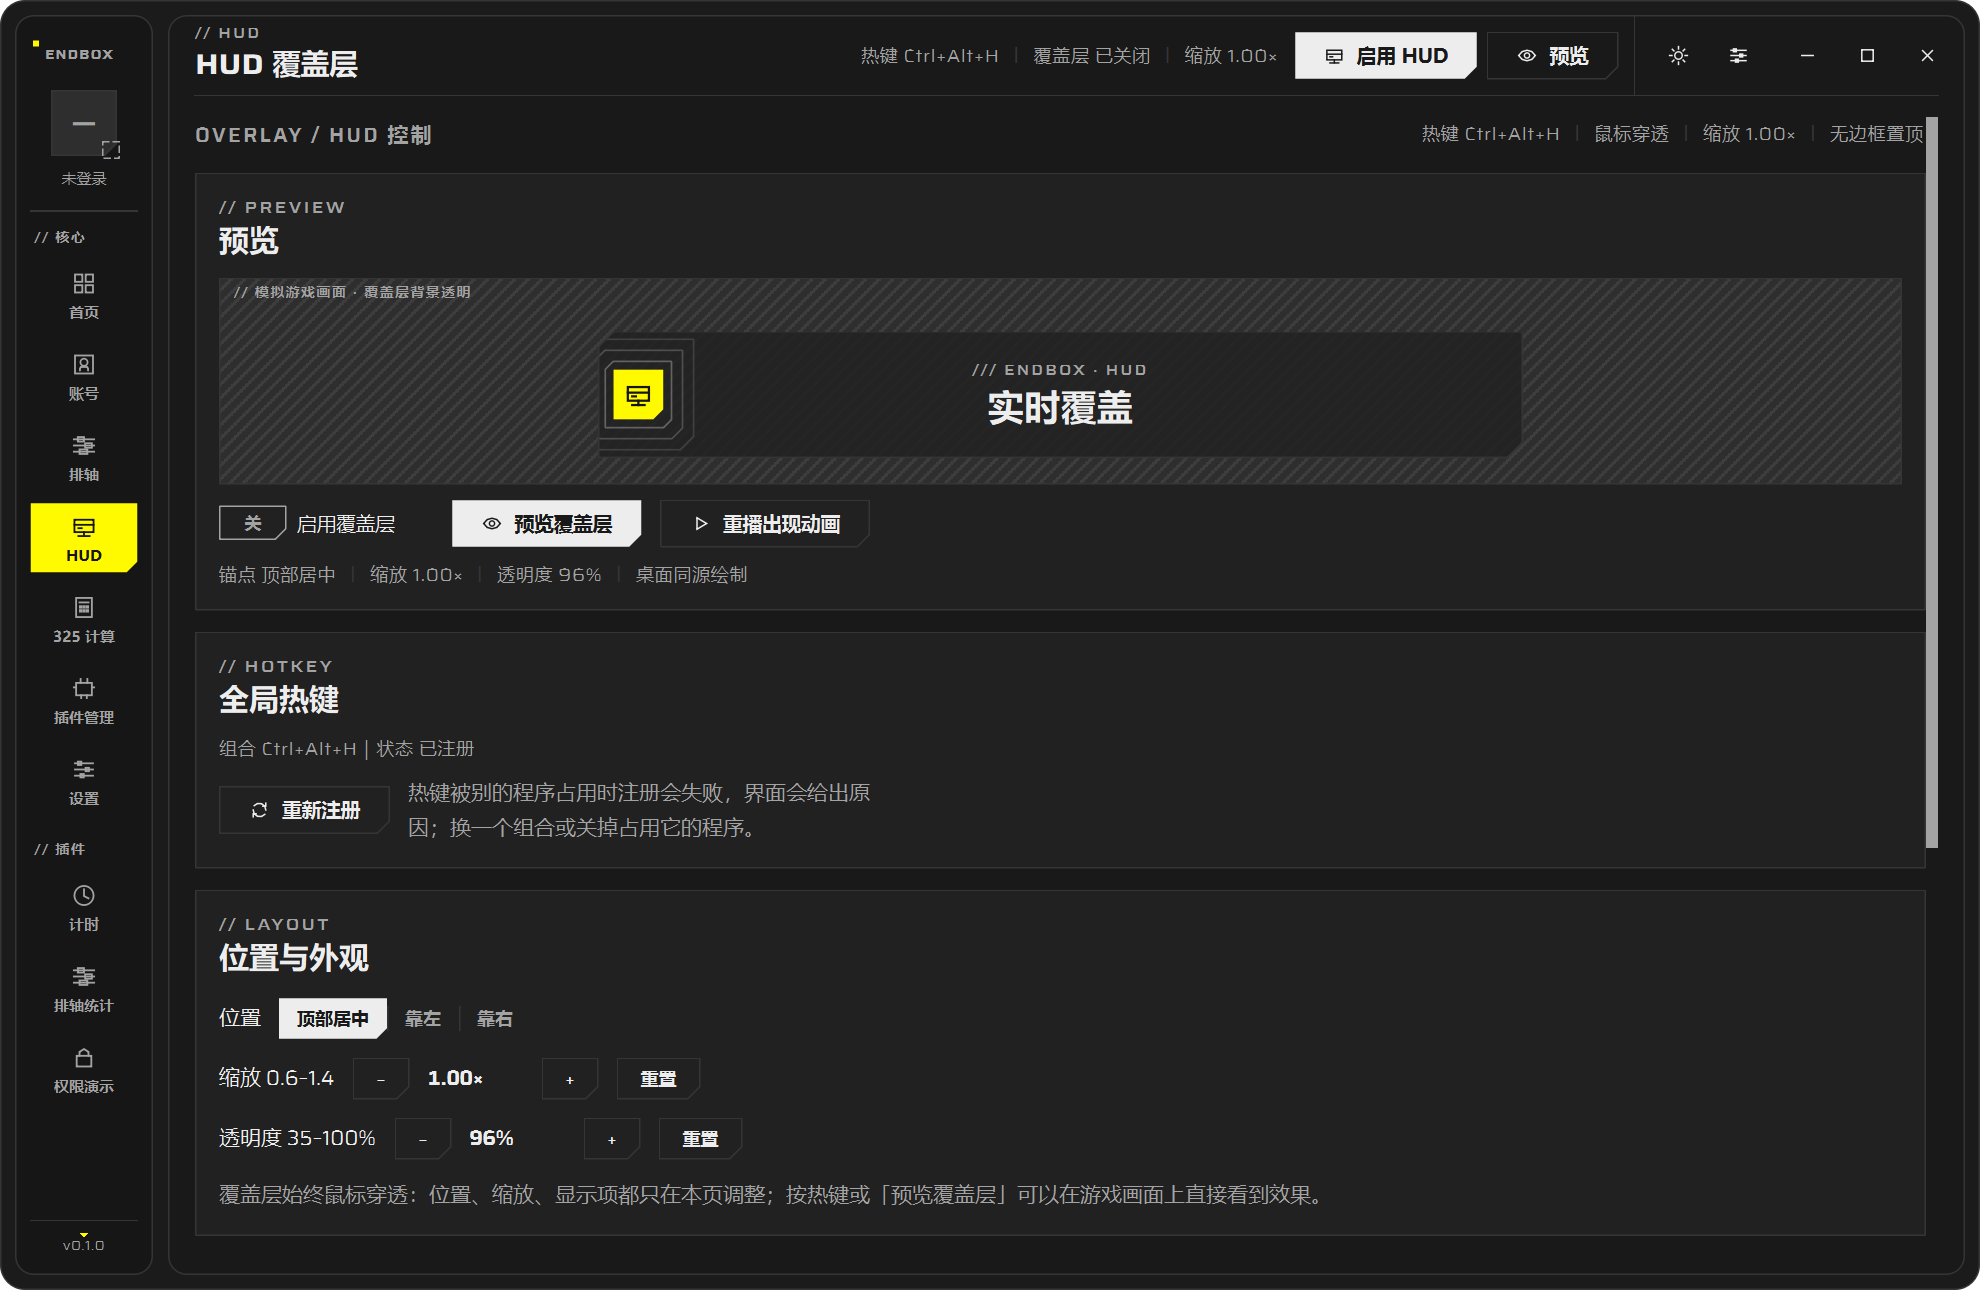 ENDBOX
未登录
// 核心
首页
账号
排轴
HUD
325 计算
插件管理
设置
// 插件
计时
排轴统计
权限演示
v0.1.0
// HUD
HUD 覆盖层
热键 Ctrl+Alt+H | 覆盖层 已关闭 | 缩放 1.00×
启用 HUD
预览
OVERLAY / HUD 控制
热键 Ctrl+Alt+H | 鼠标穿透 | 缩放 1.00× | 无边框置顶
// PREVIEW
预览
// 模拟游戏画面 · 覆盖层背景透明
/// ENDBOX · HUD
实时覆盖
关 启用覆盖层 预览覆盖层 重播出现动画
锚点 顶部居中 | 缩放 1.00× | 透明度 96% | 桌面同源绘制
// HOTKEY
全局热键
组合 Ctrl+Alt+H | 状态 已注册
重新注册
热键被别的程序占用时注册会失败，界面会给出原
因；换一个组合或关掉占用它的程序。
// LAYOUT
位置与外观
位置 顶部居中 靠左 | 靠右
缩放 0.6-1.4 - 1.00× + 重置
透明度 35-100% - 96% + 重置
覆盖层始终鼠标穿透：位置、缩放、显示项都只在本页调整；按热键或「预览覆盖层」可以在游戏画面上直接看到效果。